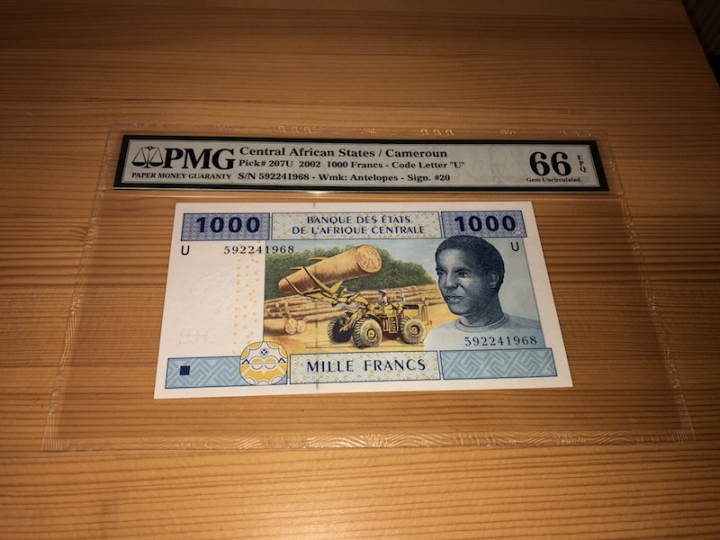 PMG
PAPER MONEY GUARANTY
Central African States / Cameroun
Pick# 207U 2002 1000 Francs - Code Letter "U"
S/N 592241968 - Wmk: Antelopes - Sign. #20
66 EPQ
Gem Uncirculated
1000
BANQUE DES ÉTATS
DE L'AFRIQUE CENTRALE
1000
U
592241968
U
592241968
MILLE FRANCS